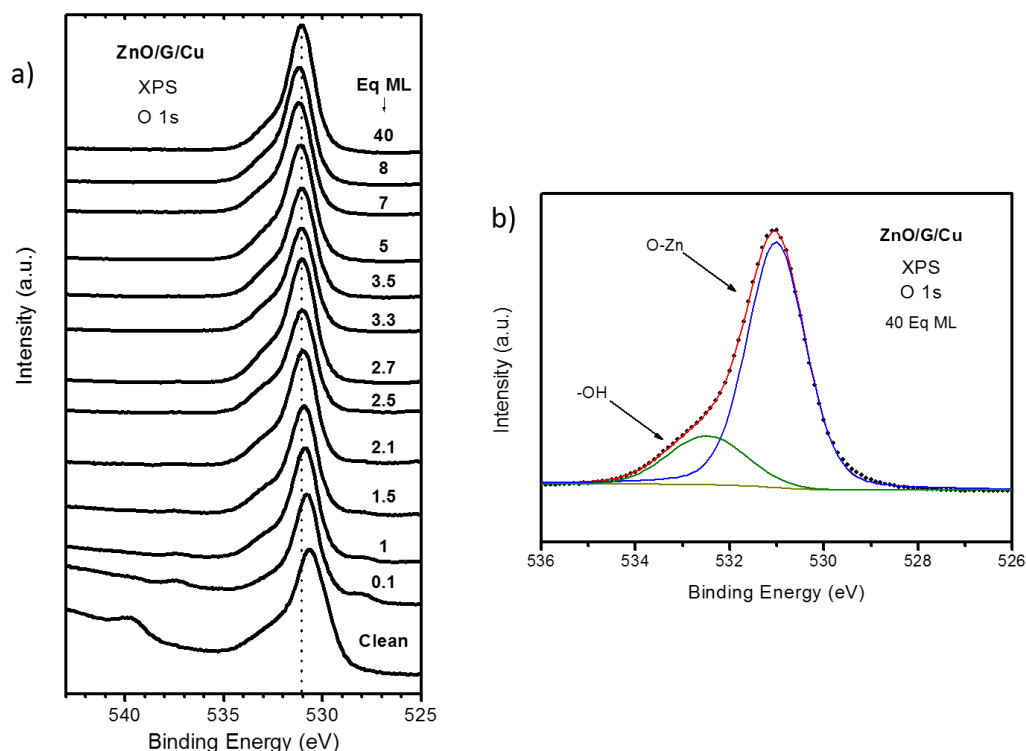 a)
ZnO/G/Cu
XPS
O 1s
Eq ML
40
8
7
5
3.5
3.3
2.7
2.5
2.1
1.5
1
0.1
Clean
Intensity (a.u.)
540 535 530 525
Binding Energy (eV)
b)
O-Zn
-OH
ZnO/G/Cu
XPS
O 1s
40 Eq ML
Intensity (a.u.)
536 534 532 530 528 526
Binding Energy (eV)